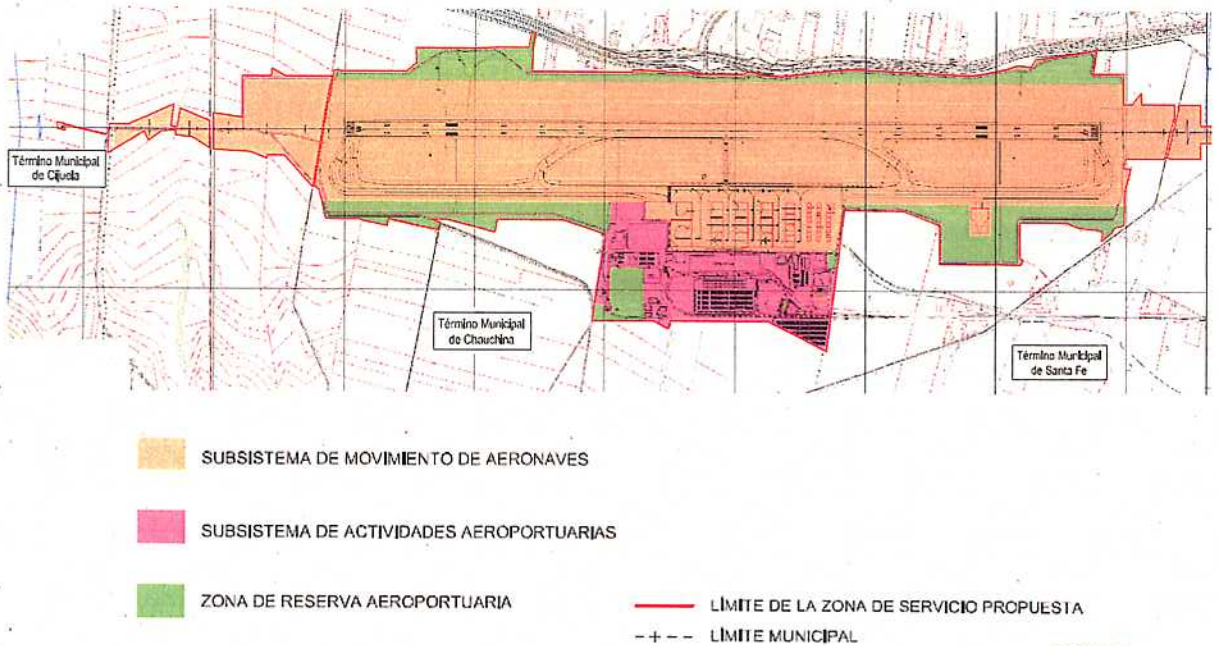 Término Municipal
de Cijuela
Término Municipal
de Chauchina
Término Municipal
de Santa Fe
SUBSISTEMA DE MOVIMIENTO DE AERONAVES
SUBSISTEMA DE ACTIVIDADES AEROPORTUARIAS
ZONA DE RESERVA AEROPORTUARIA
LÍMITE DE LA ZONA DE SERVICIO PROPUESTA
LÍMITE MUNICIPAL